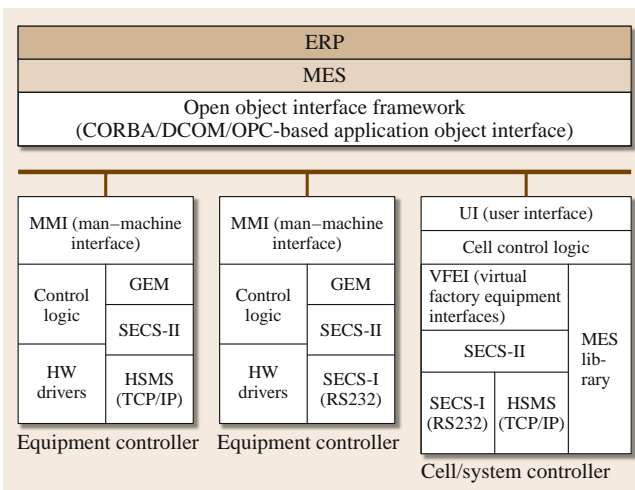 ERP
MES
Open object interface framework
(CORBA/DCOM/OPC-based application object interface)
MMI (man–machine
interface)
Control
logic
HW
drivers
GEM
SECS-II
HSMS
(TCP/IP)
Equipment controller
MMI (man–machine
interface)
Control
logic
HW
drivers
GEM
SECS-II
SECS-I
(RS232)
Equipment controller
UI (user interface)
Cell control logic
VFEI (virtual
factory equipment
interfaces)
SECS-II
SECS-I
(RS232)
HSMS
(TCP/IP)
MES
lib-
rary
Cell/system controller